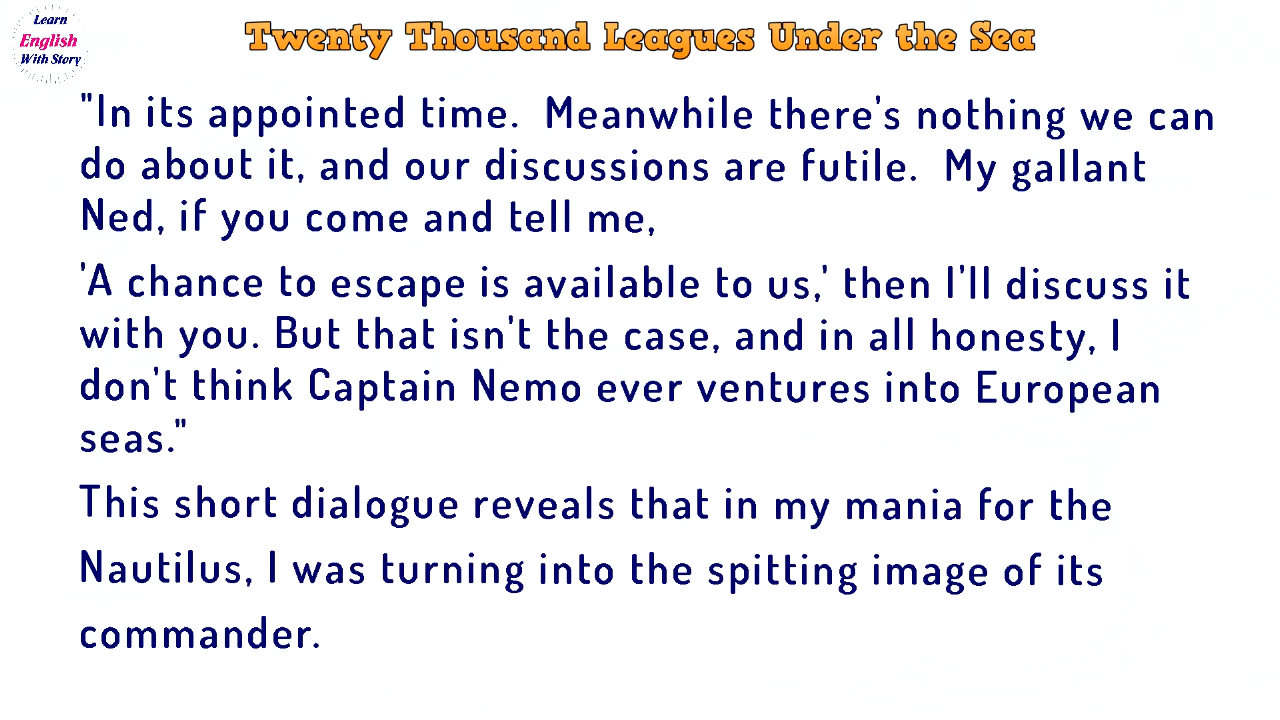 Learn
English
With Story
Twenty Thousand Leagues Under the Sea
"In its appointed time.  Meanwhile there's nothing we can
do about it, and our discussions are futile.  My gallant
Ned, if you come and tell me,
'A chance to escape is available to us,' then I'll discuss it
with you. But that isn't the case, and in all honesty, I
don't think Captain Nemo ever ventures into European
seas."
This short dialogue reveals that in my mania for the
Nautilus, I was turning into the spitting image of its
commander.